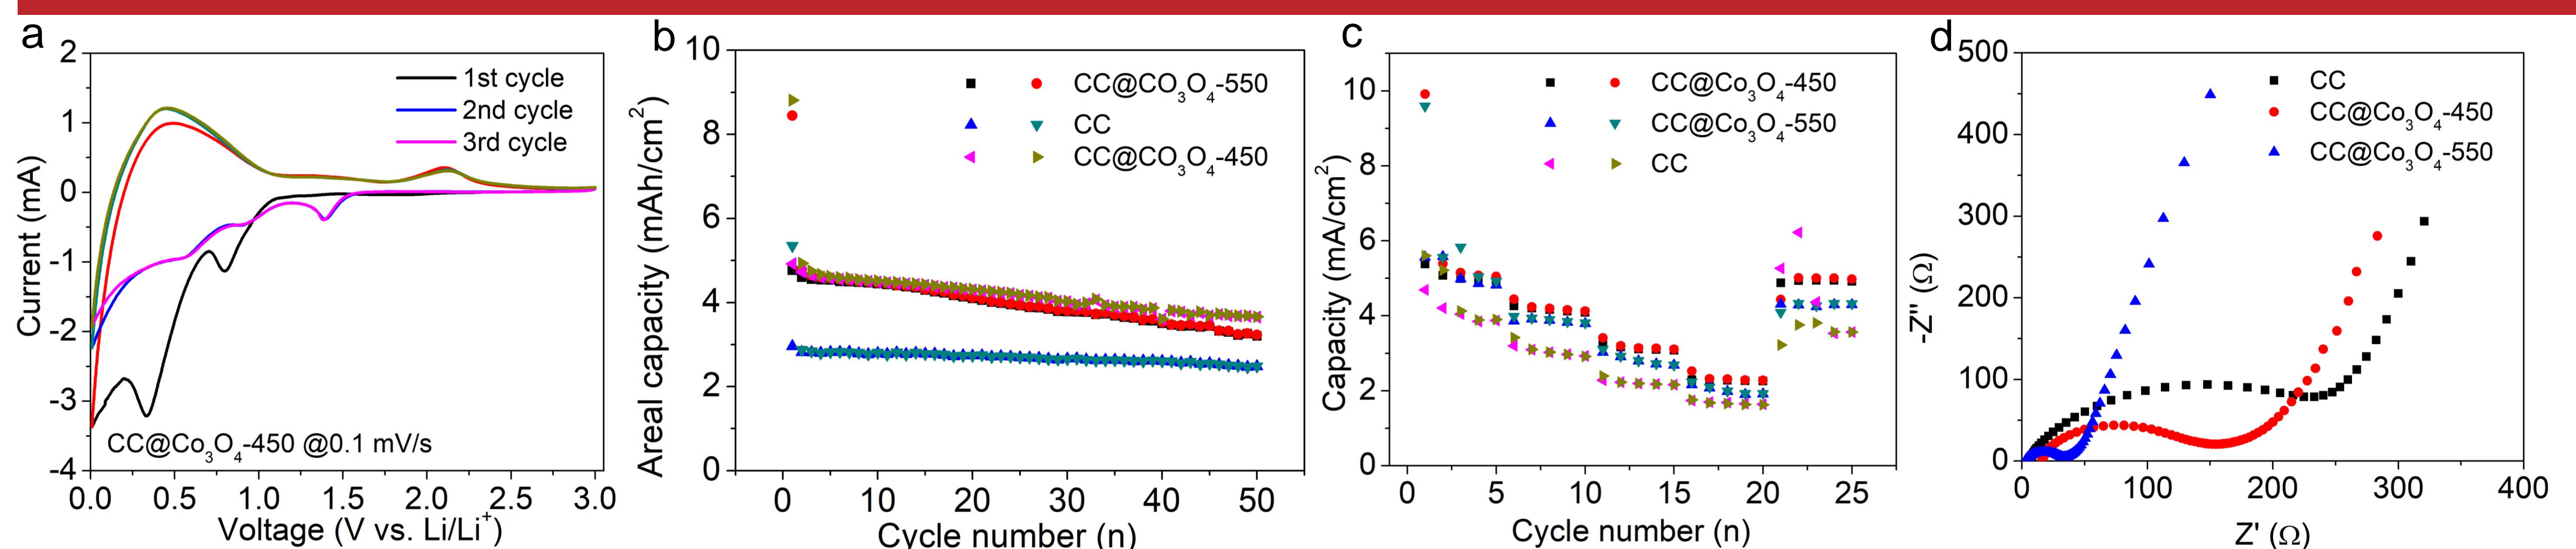 a
2
1
0
-1
-2
-3
-4
Current (mA)
1st cycle
2nd cycle
3rd cycle
CC@Co₃O₄-450 @0.1 mV/s
0.0 0.5 1.0 1.5 2.0 2.5 3.0
Voltage (V vs. Li/Li⁺)
b
10
8
6
4
2
0
Areal capacity (mAh/cm²)
CC@CO₃O₄-550
CC
CC@CO₃O₄-450
0 10 20 30 40 50
Cycle number (n)
c
10
8
6
4
2
0
Capacity (mA/cm²)
CC@Co₃O₄-450
CC@Co₃O₄-550
CC
0 5 10 15 20 25
Cycle number (n)
d
500
400
300
200
100
0
-Z'' (Ω)
CC
CC@Co₃O₄-450
CC@Co₃O₄-550
0 100 200 300 400
Z' (Ω)